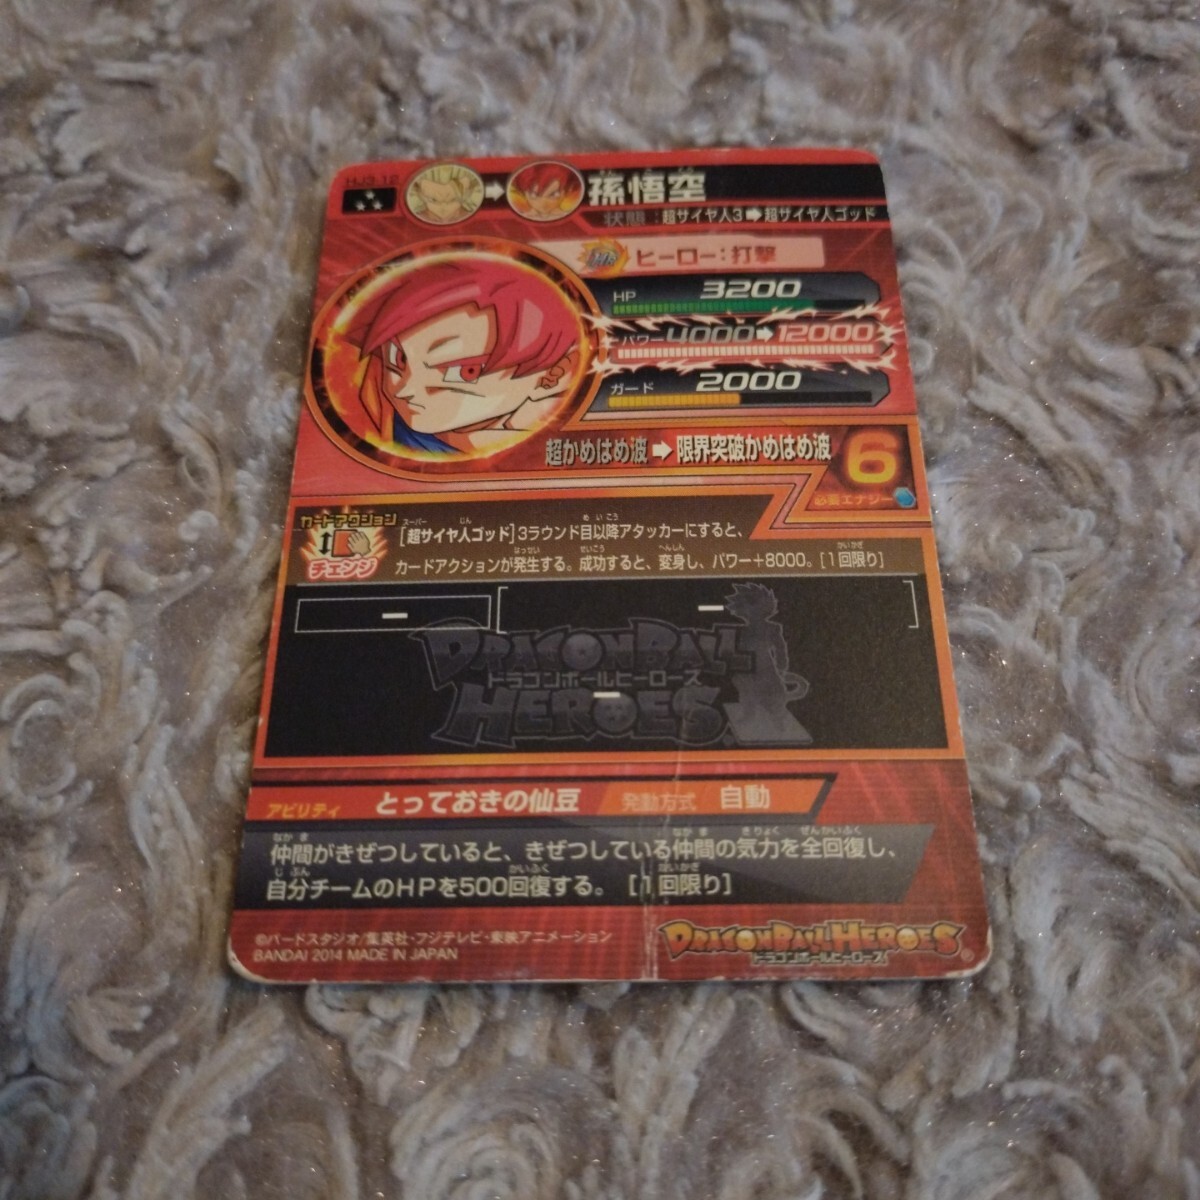 HJ3-12
孫悟空
状態:超サイヤ人3➡超サイヤ人ゴッド
ヒーロー:打撃
HP 3200
パワー 4000➡12000
ガード 2000
超かめはめ波➡限界突破かめはめ波 6
必要エナジー
カードアクション
チェンジ
[超サイヤ人ゴッド]3ラウンド目以降アタッカーにすると、
カードアクションが発生する。成功すると、変身し、パワー+8000。[1回限り]
DRAGONBALL
ドラゴンボールヒーローズ
HEROES
アビリティ とっておきの仙豆 発動方式 自動
仲間がきぜつしていると、きぜつしている仲間の気力を全回復し、
自分チームのHPを500回復する。[1回限り]
©バードスタジオ/集英社・フジテレビ・東映アニメーション
BANDAI 2014 MADE IN JAPAN
DRAGONBALL HEROES
ドラゴンボールヒーローズ